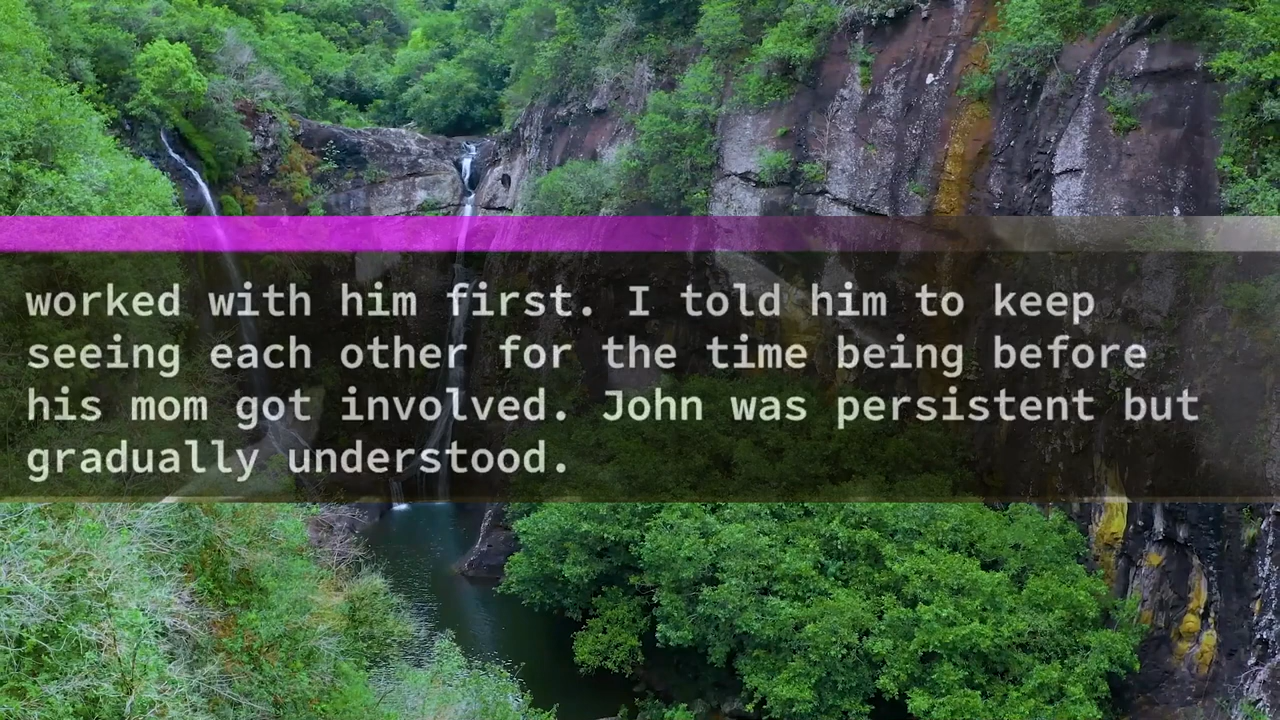 worked with him first. I told him to keep
seeing each other for the time being before
his mom got involved. John was persistent but
gradually understood.